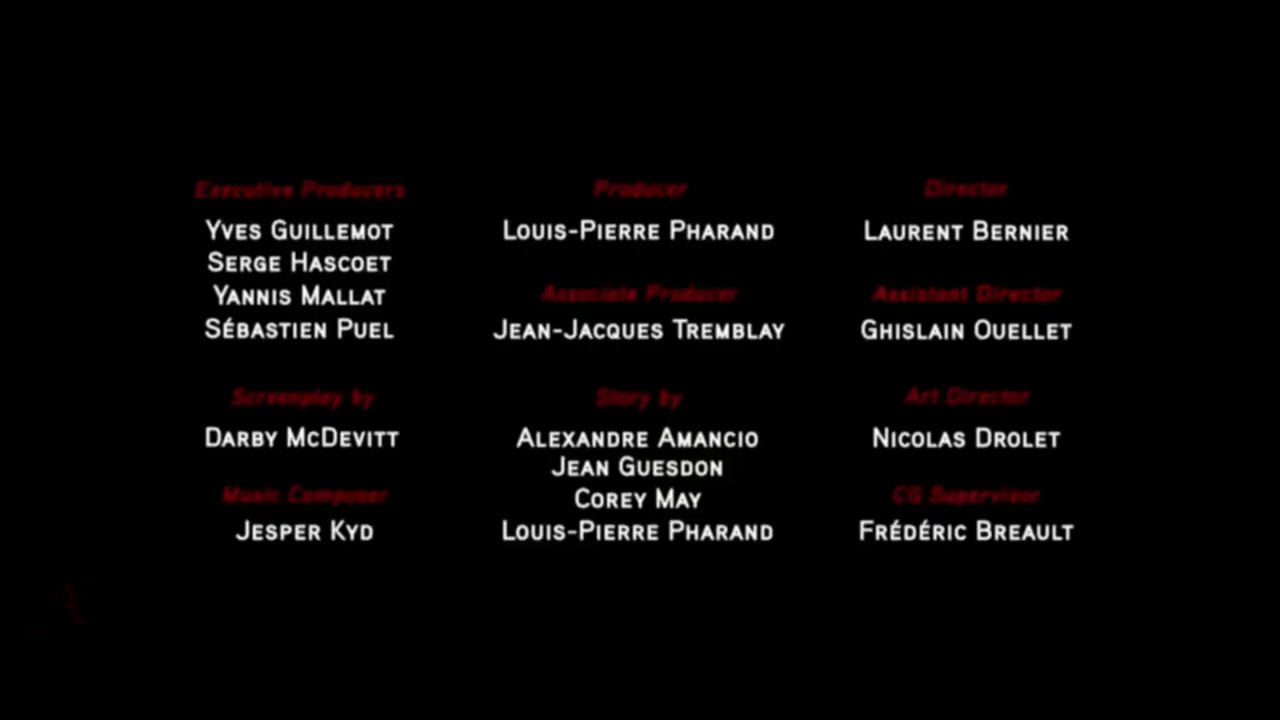 Executive Producers
Yves Guillemot
Serge Hascoet
Yannis Mallat
Sébastien Puel
Producer
Louis-Pierre Pharand
Associate Producer
Jean-Jacques Tremblay
Director
Laurent Bernier
Assistant Director
Ghislain Ouellet
Screenplay by
Darby McDevitt
Music Composer
Jesper Kyd
Story by
Alexandre Amancio
Jean Guesdon
Corey May
Louis-Pierre Pharand
Art Director
Nicolas Drolet
CG Supervisor
Frédéric Breault